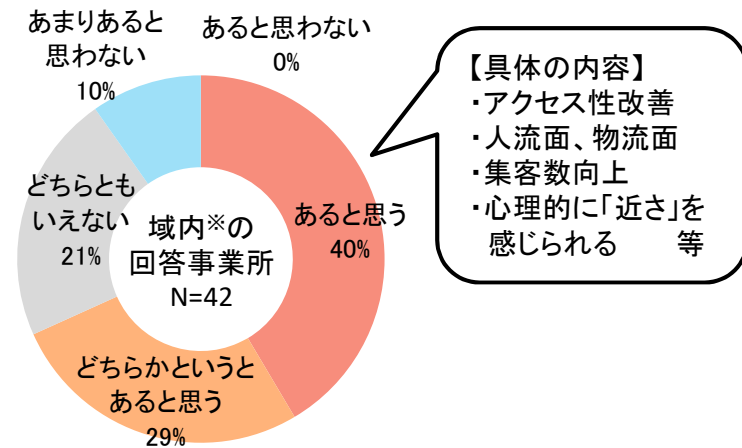 あまりあると
思わない
10%
あると思わない
0%
【具体の内容】
・アクセス性改善
・人流面、物流面
・集客数向上
・心理的に「近さ」を
感じられる　　等
どちらとも
いえない
21%
域内※の
回答事業所
N=42
あると思う
40%
どちらかというと
あると思う
29%